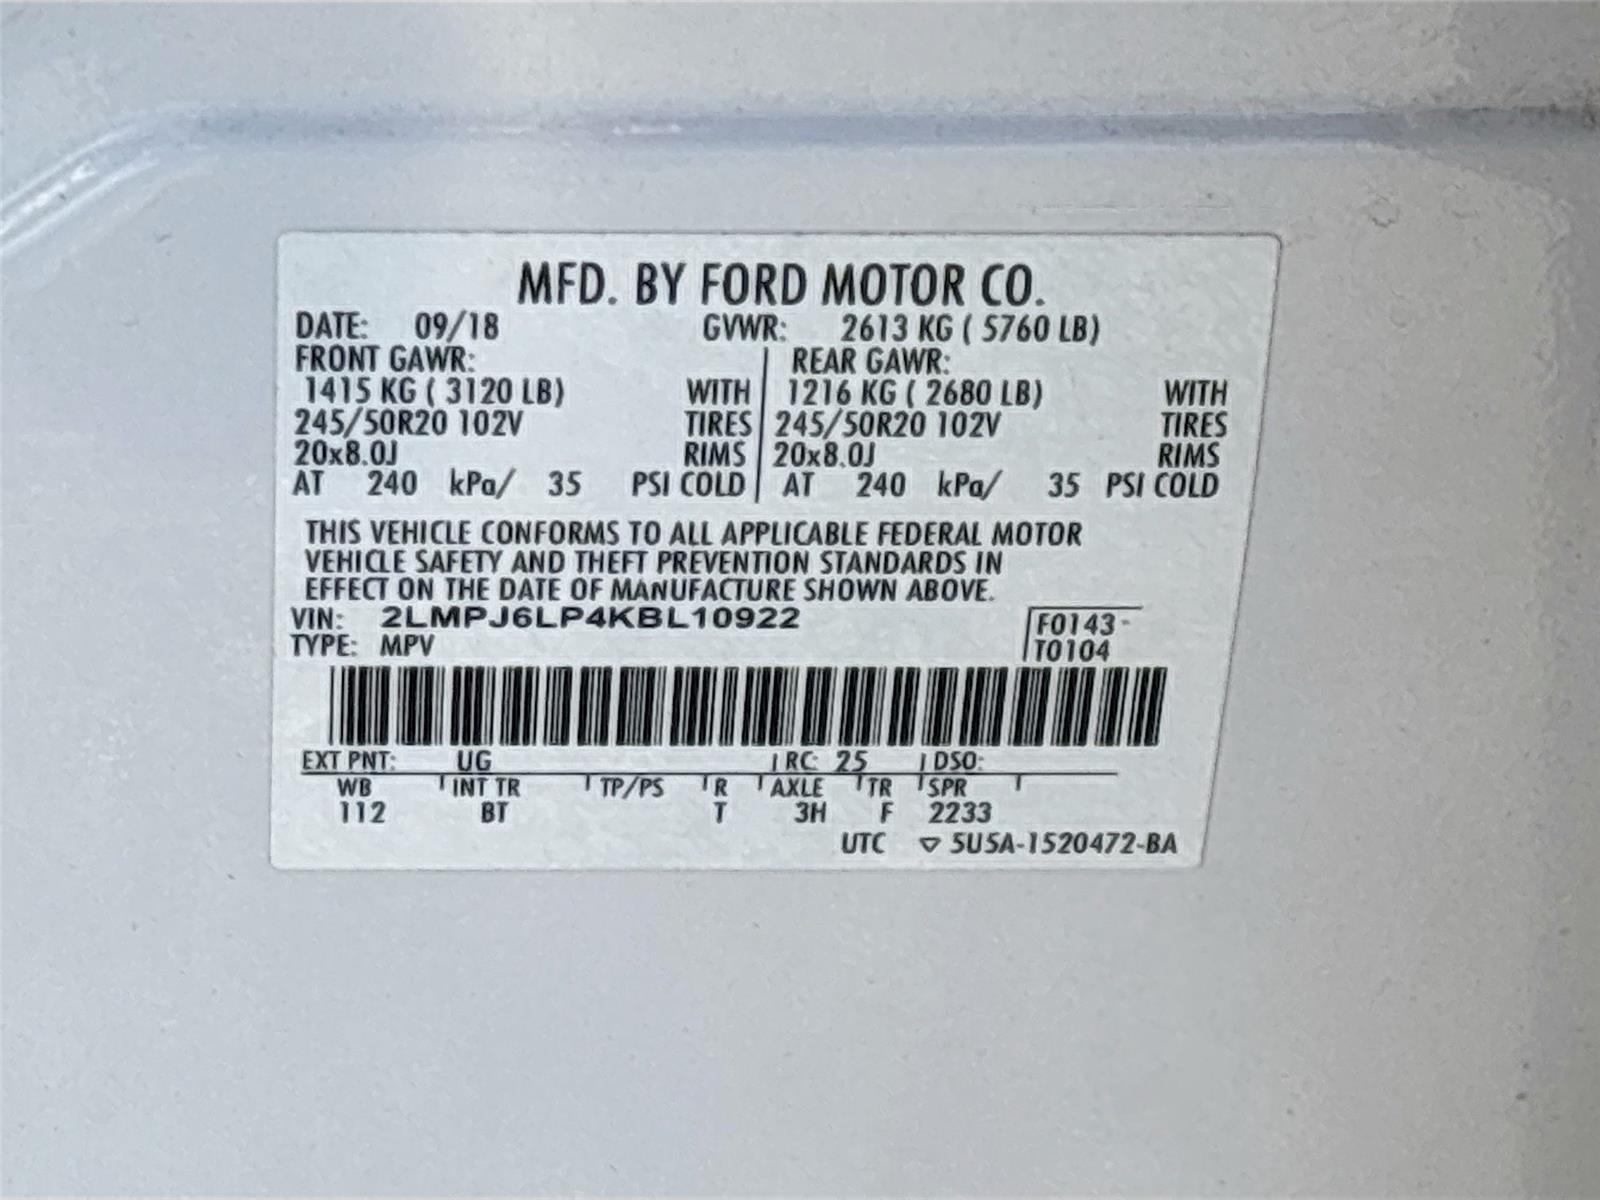 MFD. BY FORD MOTOR CO.
DATE: 09/18 GVWR: 2613 KG ( 5760 LB)
FRONT GAWR: REAR GAWR:
1415 KG ( 3120 LB) WITH 1216 KG ( 2680 LB) WITH
245/50R20 102V TIRES 245/50R20 102V TIRES
20x8.0J RIMS 20x8.0J RIMS
AT 240 kPa/ 35 PSI COLD AT 240 kPa/ 35 PSI COLD
THIS VEHICLE CONFORMS TO ALL APPLICABLE FEDERAL MOTOR
VEHICLE SAFETY AND THEFT PREVENTION STANDARDS IN
EFFECT ON THE DATE OF MANUFACTURE SHOWN ABOVE.
VIN: 2LMPJ6LP4KBL10922 F0143-
TYPE: MPV T0104
EXT PNT: UG RC: 25 DSO:
WB INT TR TP/PS R AXLE TR SPR
112 BT T 3H F 2233
UTC ▽ 5U5A-1520472-BA